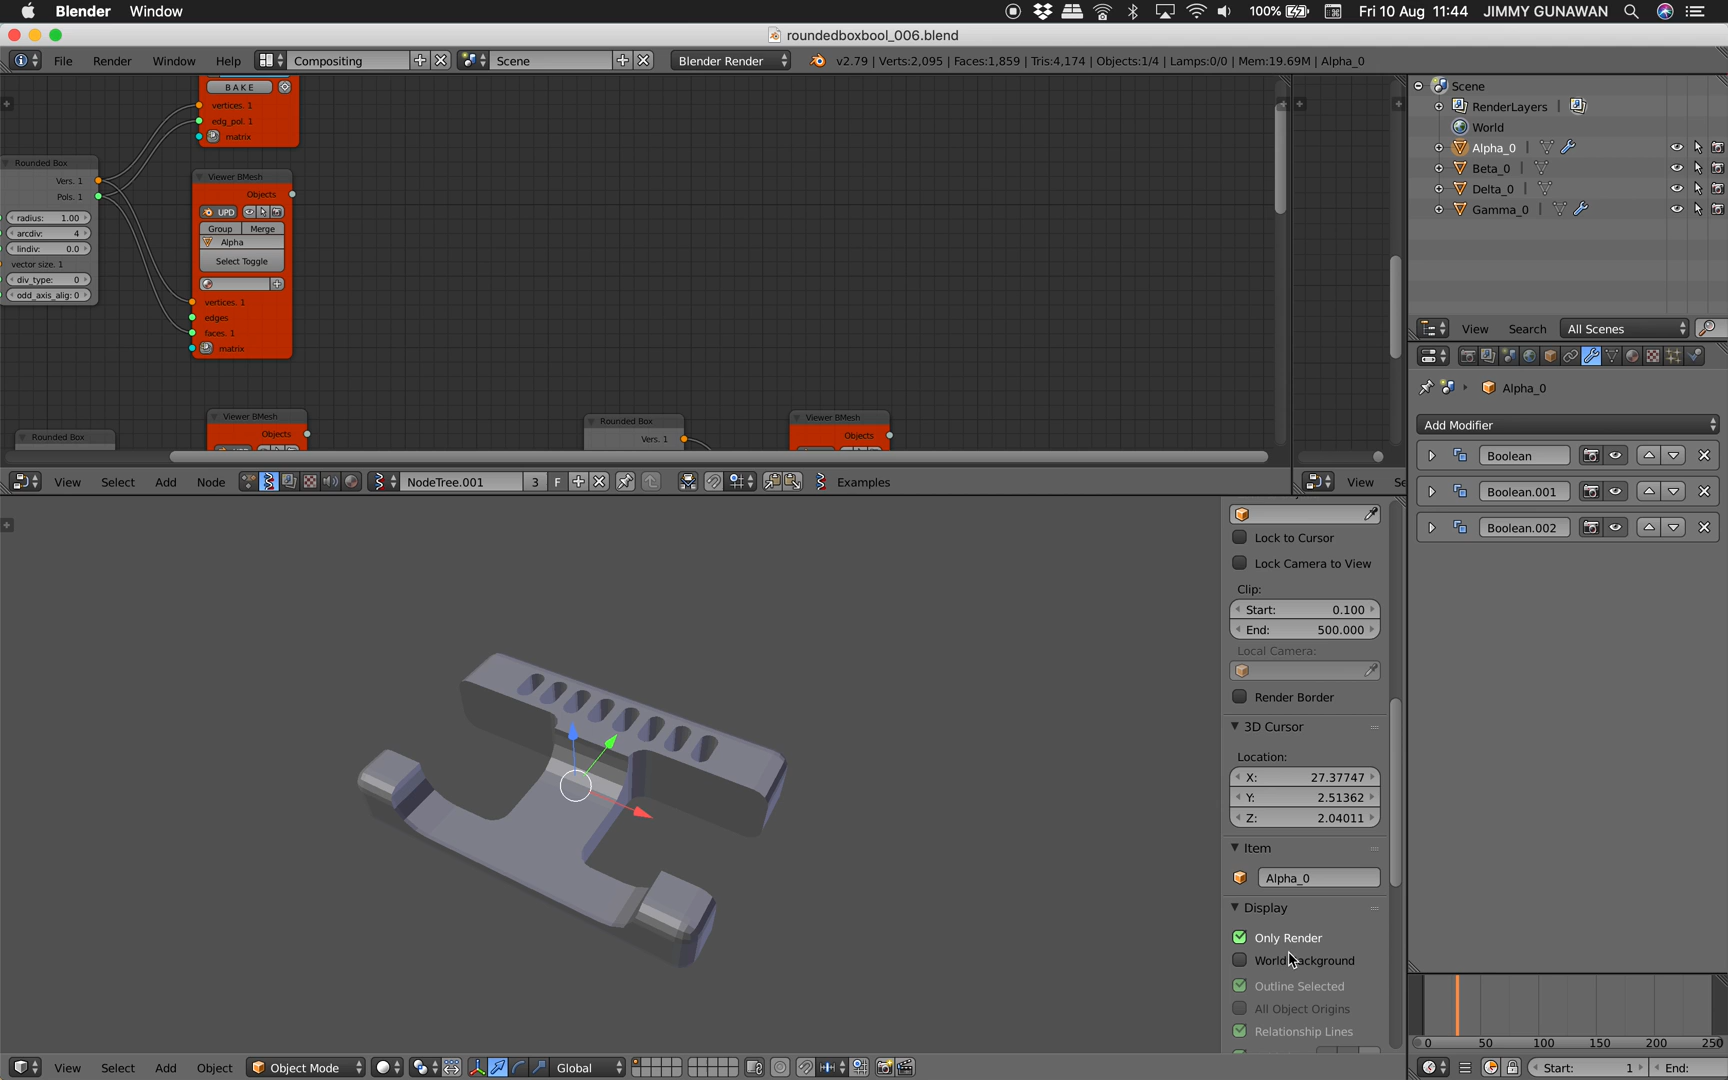 Blender Window 100% Fri 10 Aug 11:44 JIMMY GUNAWAN
roundedboxbool_006.blend
File Render Window Help Compositing Scene Blender Render v2.79 | Verts:2,095 | Faces:1,859 | Tris:4,174 | Objects:1/4 | Lamps:0/0 | Mem:19.69M | Alpha_0
BAKE
vertices. 1
edg_pol. 1
matrix
Rounded Box
Vers. 1
Pols. 1
radius: 1.00
arcdiv: 4
lindiv: 0.0
vector size. 1
div_type: 0
odd_axis_alig: 0
Viewer BMesh
Objects
UPD
Group Merge
Alpha
Select Toggle
vertices. 1
edges
faces. 1
matrix
Rounded Box
Viewer BMesh
Objects
Rounded Box
Vers. 1
Viewer BMesh
Objects
View Select Add Node NodeTree.001 3 F Examples
View Se
Scene
RenderLayers |
World
Alpha_0 |
Beta_0 |
Delta_0 |
Gamma_0 |
View Search All Scenes
Alpha_0
Add Modifier
Boolean
Boolean.001
Boolean.002
Lock to Cursor
Lock Camera to View
Clip:
Start: 0.100
End: 500.000
Local Camera:
Render Border
3D Cursor
Location:
X: 27.37747
Y: 2.51362
Z: 2.04011
Item
Alpha_0
Display
Only Render
World Background
Outline Selected
All Object Origins
Relationship Lines
0 50 100 150 200 250
View Select Add Object Object Mode Global
Start: 1 End: